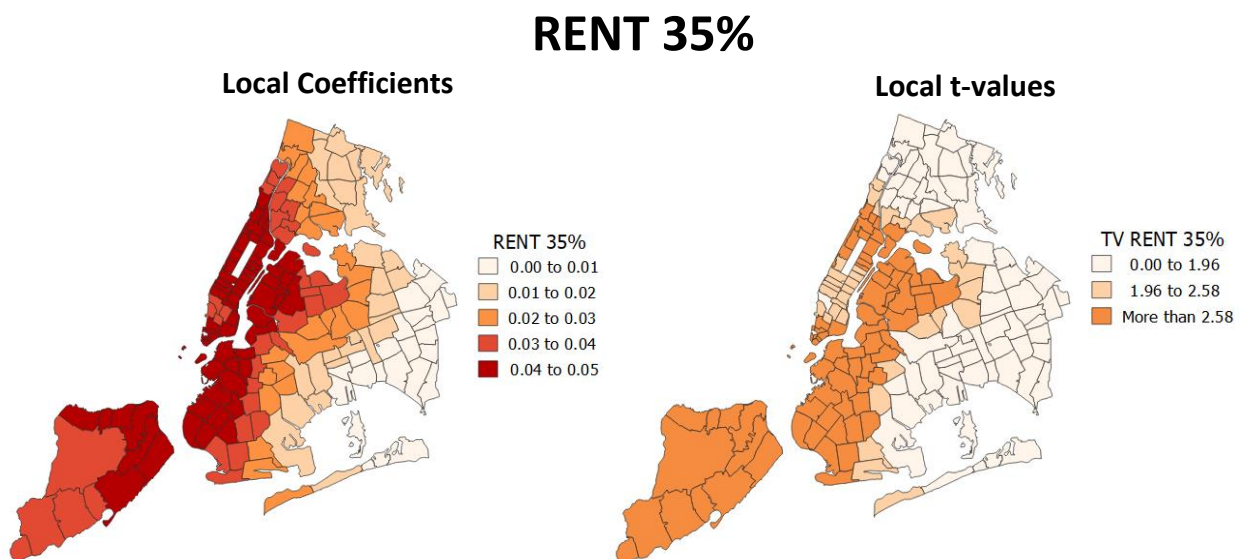 RENT 35%
Local Coefficients
Local t-values
RENT 35%
0.00 to 0.01
0.01 to 0.02
0.02 to 0.03
0.03 to 0.04
0.04 to 0.05
TV RENT 35%
0.00 to 1.96
1.96 to 2.58
More than 2.58